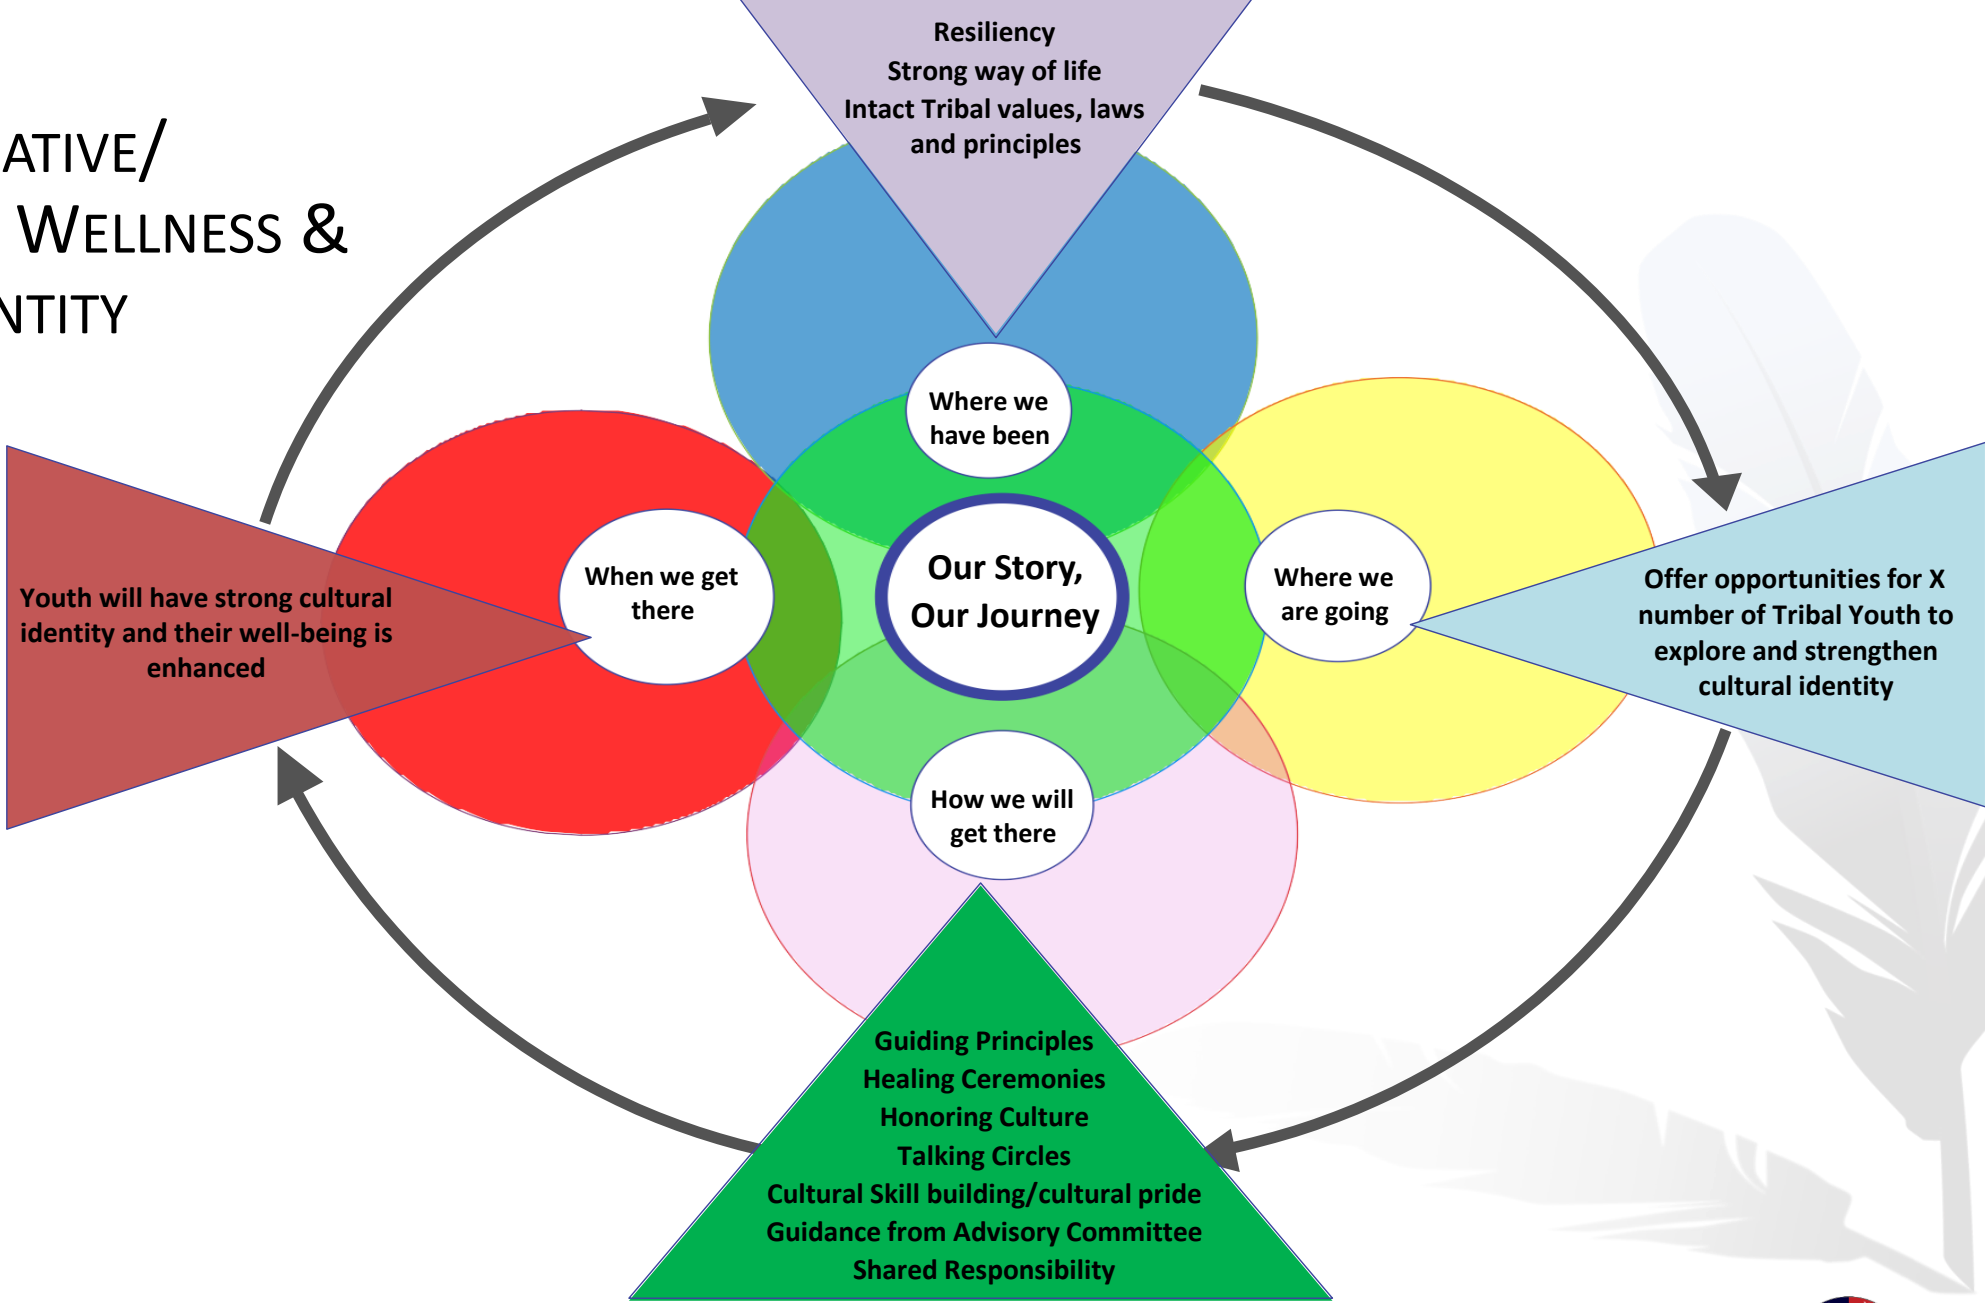 ATIVE/
WELLNESS &
NTITY
Resiliency
Strong way of life
Intact Tribal values, laws
and principles
Where we
have been
Our Story,
Our Journey
When we get
there
Where we
are going
Youth will have strong cultural
identity and their well-being is
enhanced
Offer opportunities for X
number of Tribal Youth to
explore and strengthen
cultural identity
How we will
get there
Guiding Principles
Healing Ceremonies
Honoring Culture
Talking Circles
Cultural Skill building/cultural pride
Guidance from Advisory Committee
Shared Responsibility